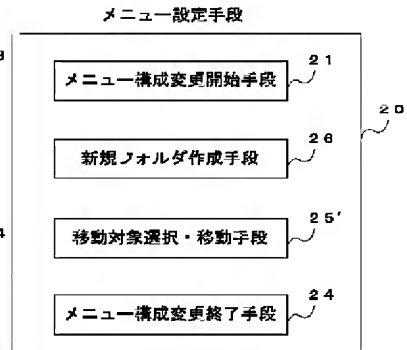 メニュー設定手段
21
メニュー構成変更開始手段
20
26
新規フォルダ作成手段
25′
移動対象選択・移動手段
24
メニュー構成変更終了手段